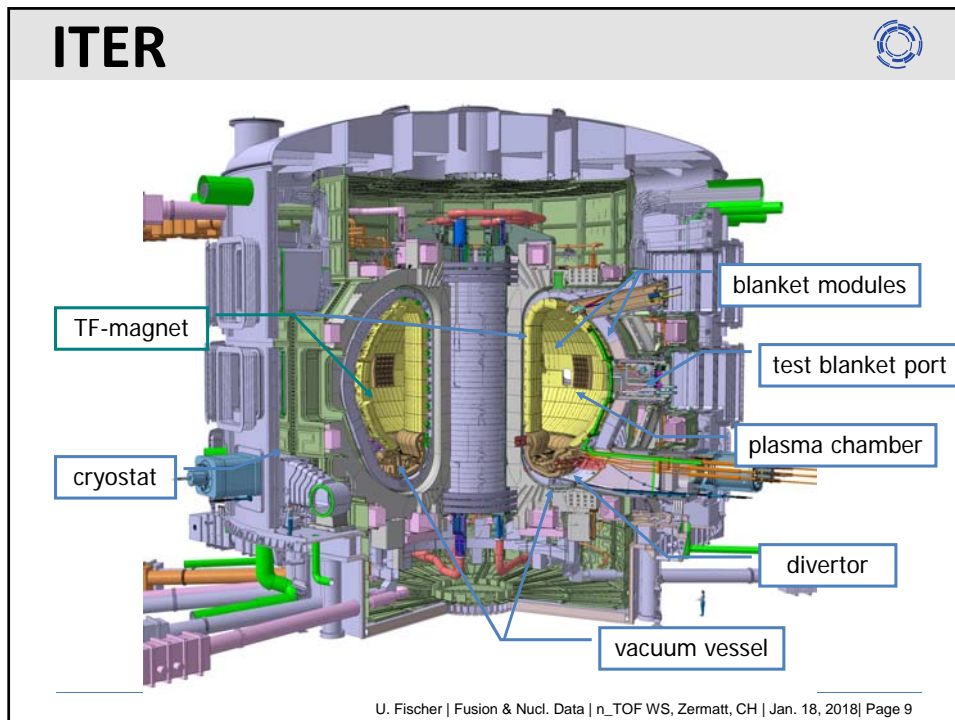 ITER
blanket modules
TF-magnet
test blanket port
plasma chamber
cryostat
divertor
vacuum vessel
U. Fischer | Fusion & Nucl. Data | n_TOF WS, Zermatt, CH | Jan. 18, 2018| Page 9